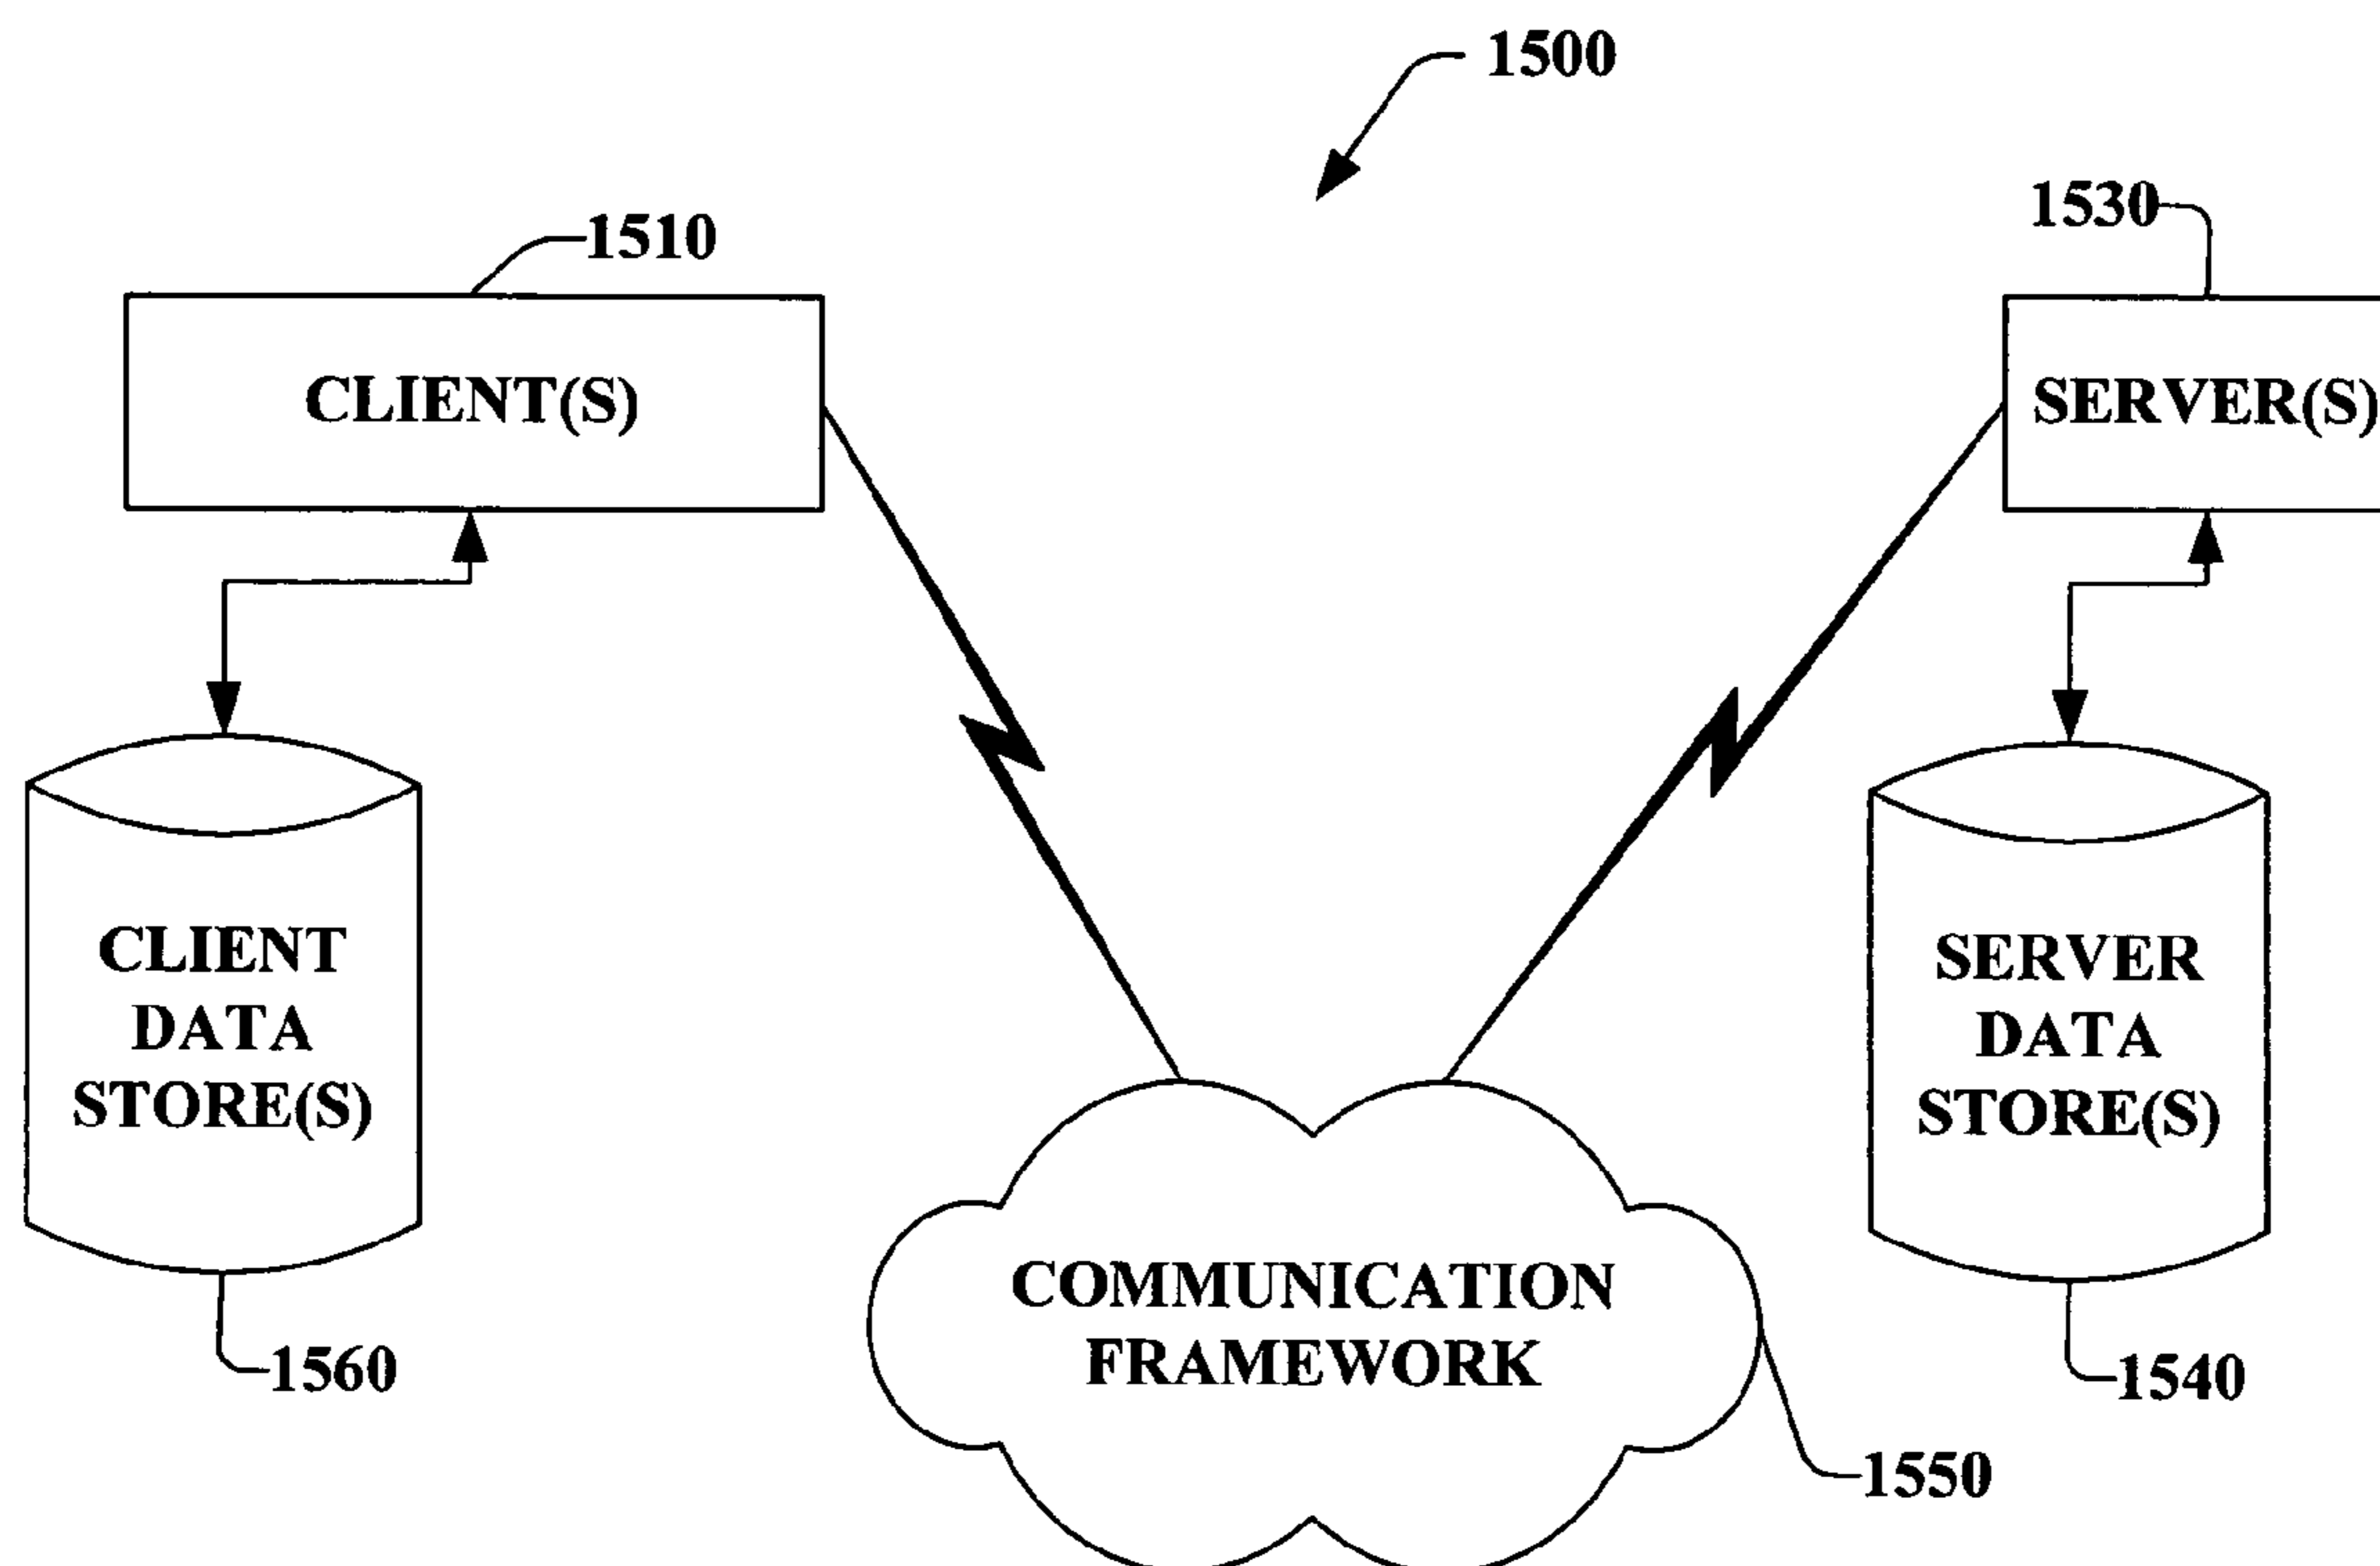 1500
1510
1530
CLIENT(S)
SERVER(S)
CLIENT
DATA
STORE(S)
SERVER
DATA
STORE(S)
COMMUNICATION
FRAMEWORK
1560
1540
1550